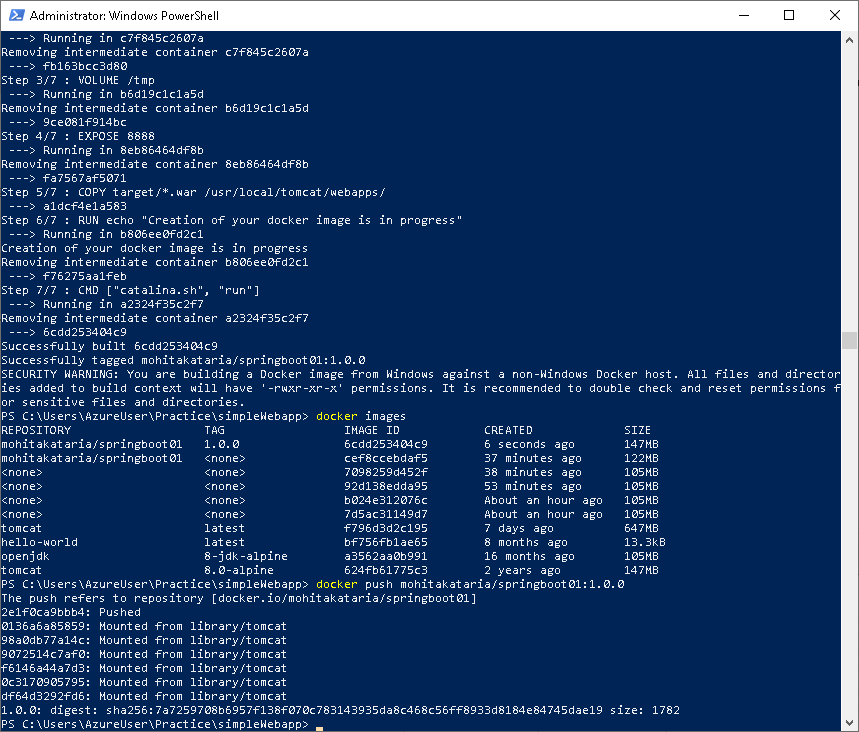 Administrator: Windows PowerShell
---> Running in c7f845c2607a
Removing intermediate container c7f845c2607a
---> fb163bcc3d80
Step 3/7 : VOLUME /tmp
---> Running in b6d19c1c1a5d
Removing intermediate container b6d19c1c1a5d
---> 9ce081f914bc
Step 4/7 : EXPOSE 8888
---> Running in 8eb86464df8b
Removing intermediate container 8eb86464df8b
---> fa7567af5071
Step 5/7 : COPY target/*.war /usr/local/tomcat/webapps/
---> a1dcf4e1a583
Step 6/7 : RUN echo "Creation of your docker image is in progress"
---> Running in b806ee0fd2c1
Creation of your docker image is in progress
Removing intermediate container b806ee0fd2c1
---> f76275aa1feb
Step 7/7 : CMD ["catalina.sh", "run"]
---> Running in a2324f35c2f7
Removing intermediate container a2324f35c2f7
---> 6cdd253404c9
Successfully built 6cdd253404c9
Successfully tagged mohitakataria/springboot01:1.0.0
SECURITY WARNING: You are building a Docker image from Windows against a non-Windows Docker host. All files and director
ies added to build context will have '-rwxr-xr-x' permissions. It is recommended to double check and reset permissions f
or sensitive files and directories.
PS C:\Users\AzureUser\Practice\simpleWebapp> docker images
REPOSITORY TAG IMAGE ID CREATED SIZE
mohitakataria/springboot01 1.0.0 6cdd253404c9 6 seconds ago 147MB
mohitakataria/springboot01 <none> cef8ccebdaf5 37 minutes ago 122MB
<none> <none> 7098259d452f 38 minutes ago 105MB
<none> <none> 92d138edda95 53 minutes ago 105MB
<none> <none> b024e312076c About an hour ago 105MB
<none> <none> 7d5ac31149d7 About an hour ago 105MB
tomcat latest f796d3d2c195 7 days ago 647MB
hello-world latest bf756fb1ae65 8 months ago 13.3kB
openjdk 8-jdk-alpine a3562aa0b991 16 months ago 105MB
tomcat 8.0-alpine 624fb61775c3 2 years ago 147MB
PS C:\Users\AzureUser\Practice\simpleWebapp> docker push mohitakataria/springboot01:1.0.0
The push refers to repository [docker.io/mohitakataria/springboot01]
2e1f0ca9bbb4: Pushed
0136a6a85859: Mounted from library/tomcat
98a0db77a14c: Mounted from library/tomcat
9072514c7af0: Mounted from library/tomcat
f6146a44a7d3: Mounted from library/tomcat
0c3170905795: Mounted from library/tomcat
df64d3292fd6: Mounted from library/tomcat
1.0.0: digest: sha256:7a7259708b6957f138f070c783143935da8c468c56ff8933d8184e84745dae19 size: 1782
PS C:\Users\AzureUser\Practice\simpleWebapp>